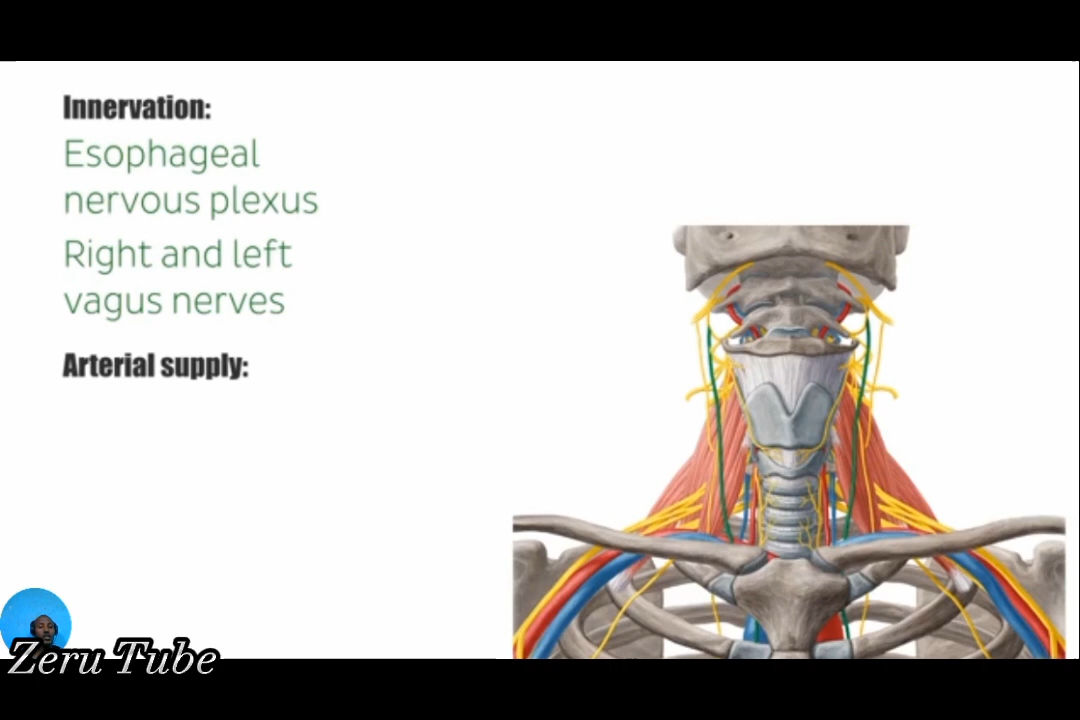 Innervation:
Esophageal
nervous plexus
Right and left
vagus nerves
Arterial supply:
Zeru Tube